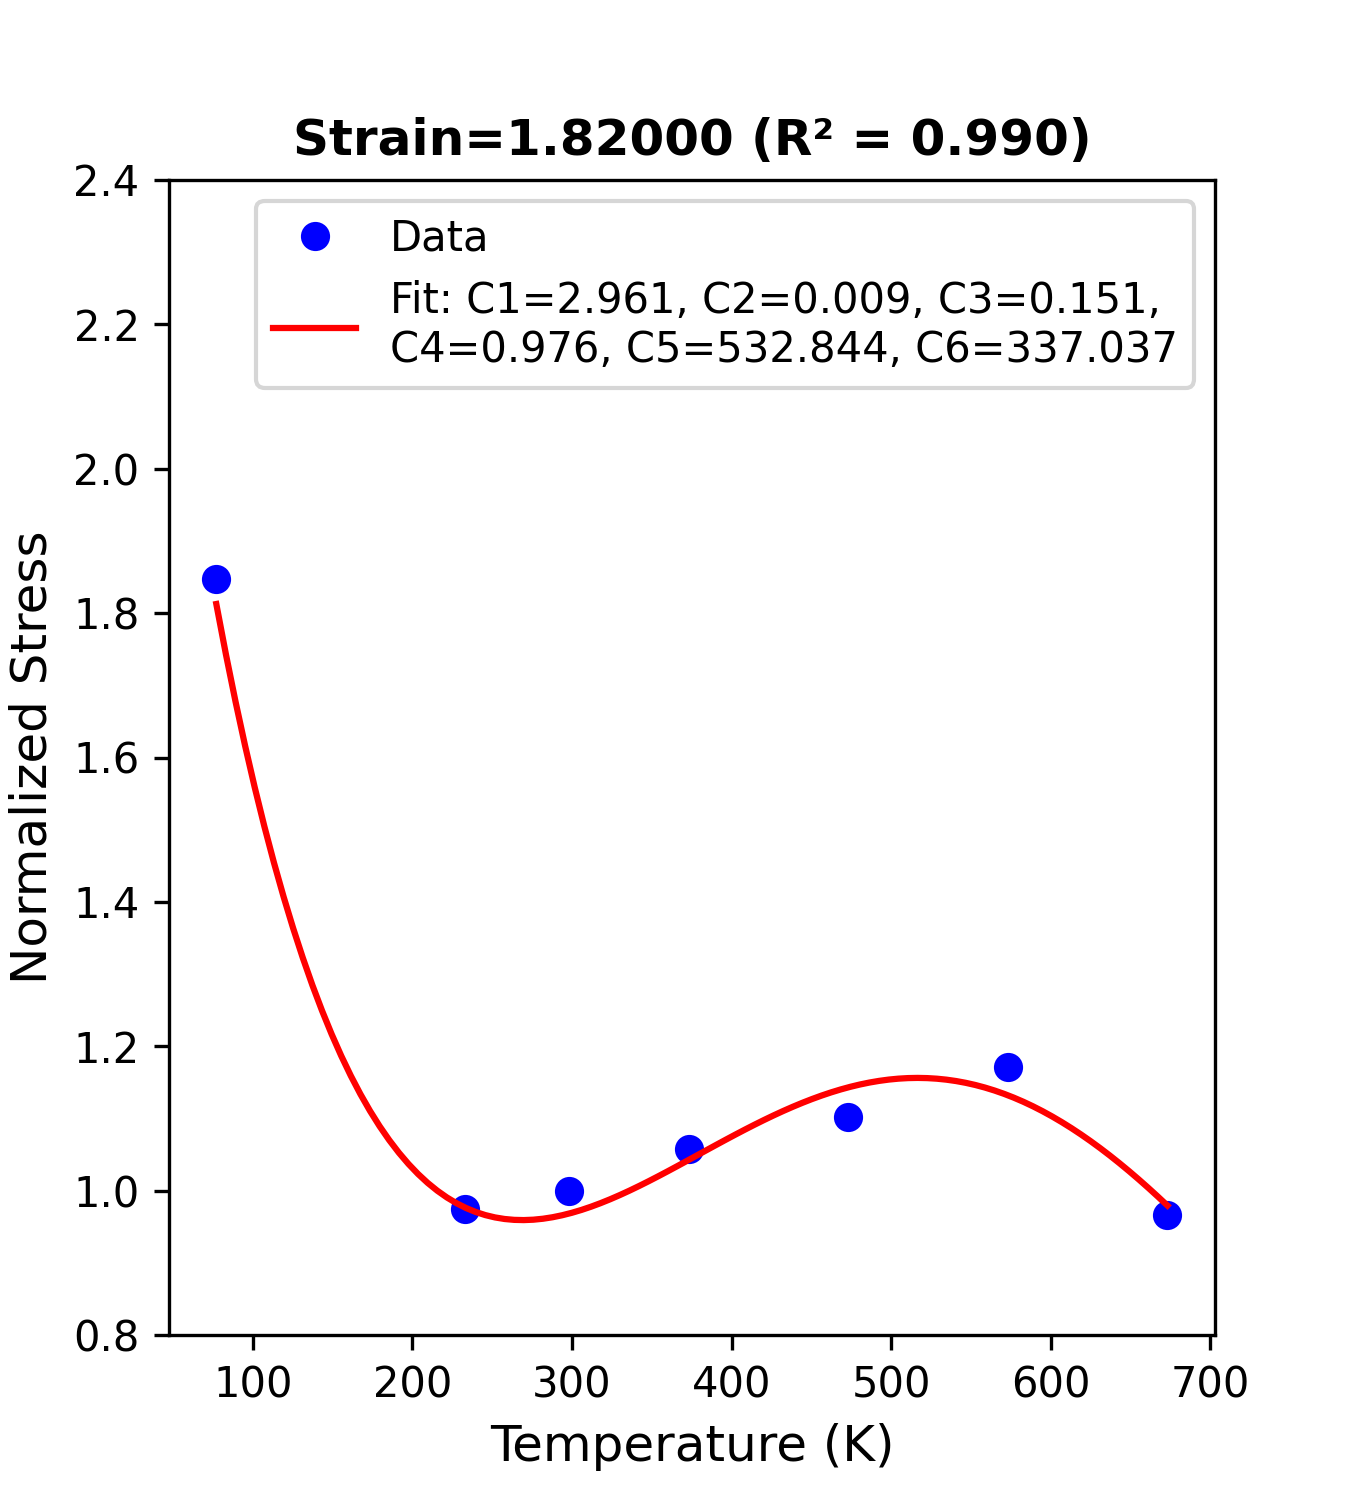 Strain=1.82000 (R² = 0.990)
2.4
2.2
2.0
1.8
1.6
1.4
1.2
1.0
0.8
Normalized Stress
Data
Fit: C1=2.961, C2=0.009, C3=0.151,
C4=0.976, C5=532.844, C6=337.037
100 200 300 400 500 600 700
Temperature (K)